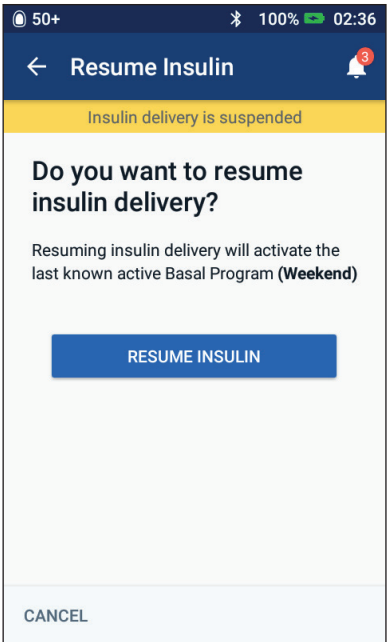 50+ 100% 02:36
Resume Insulin 3
Insulin delivery is suspended
Do you want to resume
insulin delivery?
Resuming insulin delivery will activate the
last known active Basal Program (Weekend)
RESUME INSULIN
CANCEL